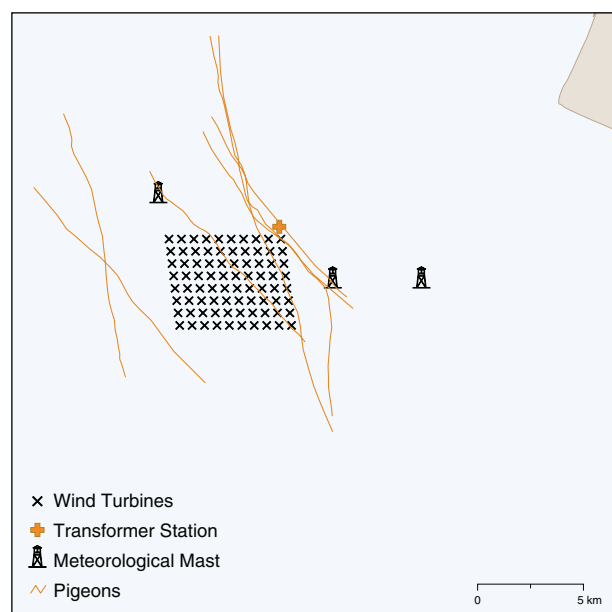 Wind Turbines
Transformer Station
Meteorological Mast
Pigeons
0 5 km